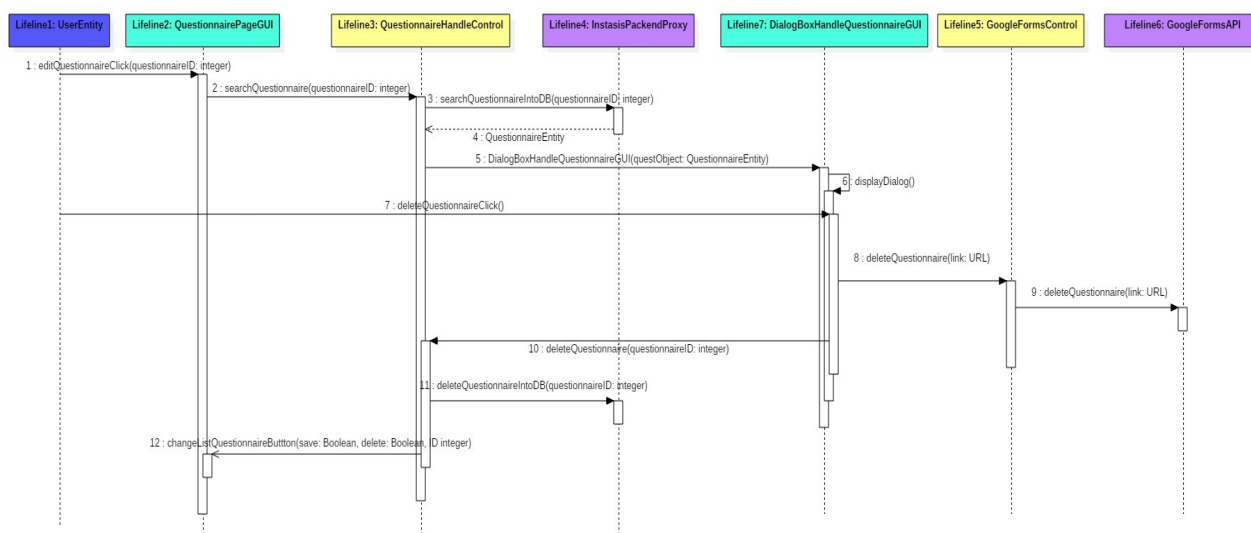 Lifeline1: UserEntity
Lifeline2: QuestinnairePageGUI
Lifeline3: QuestionnaireHandleControl
Lifeline4: InstasisPackendProxy
Lifeline7: DialogBoxHandleQuestionnaireGUI
Lifeline5: GoogleFormsControl
Lifeline6: GoogleFormsAPI
1 : editQuestionnaireClick(questionnaireID: integer)
2 : searchQuestionnaire(questionnaireID: integer)
3 : searchQuestionnaireIntoDB(questionnaireID: integer)
4 : QuestionnaireEntity
5 : DialogBoxHandleQuestionnaireGUI(questObject: QuestionnaireEntity)
6 : displayDialog()
7 : deleteQuestionnaireClick()
8 : deleteQuestionnaire(link: URL)
9 : deleteQuestionnaire(link: URL)
10 : deleteQuestionnaire(questionnaireID: integer)
11 : deleteQuestionnaireIntoDB(questionnaireID: integer)
12 : changeListQuestionnaireButtton(save: Boolean, delete: Boolean, ID integer)